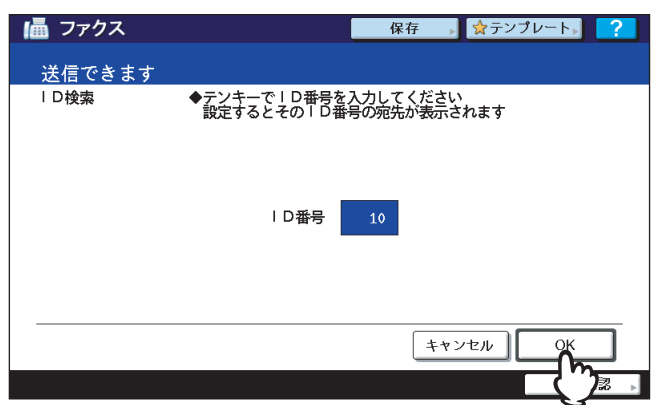 ファクス
保存
テンプレート
?
送信できます
ID検索
◆テンキーでID番号を入力してください
設定するとそのID番号の宛先が表示されます
ID番号
10
キャンセル
OK
認